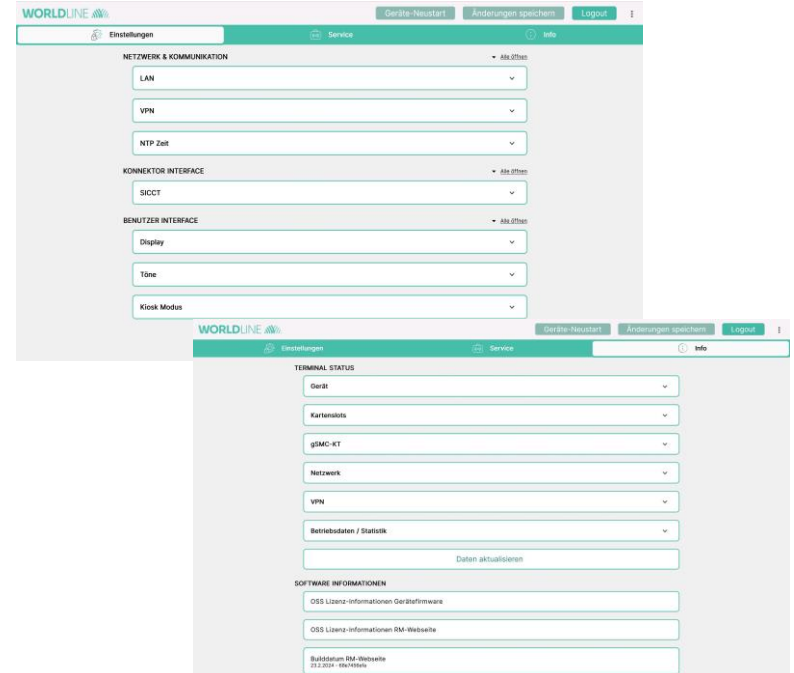 WORLDLINE
Geräte-Neustart
Änderungen speichern
Logout
Einstellungen
Service
Info
NETZWERK & KOMMUNIKATION
Alle öffnen
LAN
VPN
NTP Zeit
KONNEKTOR INTERFACE
Alle öffnen
SICCT
BENUTZER INTERFACE
Alle öffnen
Display
Töne
Kiosk Modus
WORLDLINE
Geräte-Neustart
Änderungen speichern
Logout
Einstellungen
Service
Info
TERMINAL STATUS
Gerät
Kartenslots
gSMC-KT
Netzwerk
VPN
Betriebsdaten / Statistik
Daten aktualisieren
SOFTWARE INFORMATIONEN
OSS Lizenz-Informationen Gerätefirmware
OSS Lizenz-Informationen RM-Webseite
Builddatum RM-Webseite
23.2.2024 -